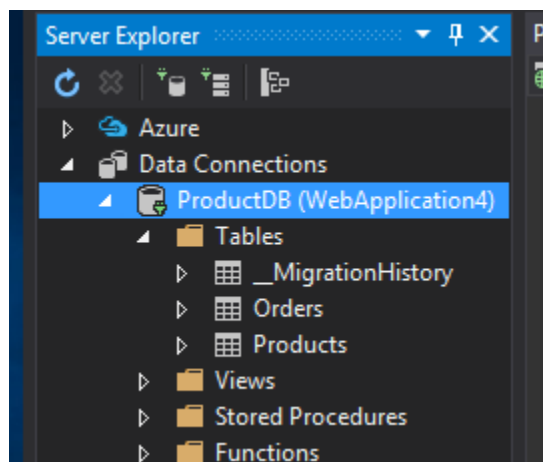 Server Explorer
P
Azure
Data Connections
ProductDB (WebApplication4)
Tables
__MigrationHistory
Orders
Products
Views
Stored Procedures
Functions